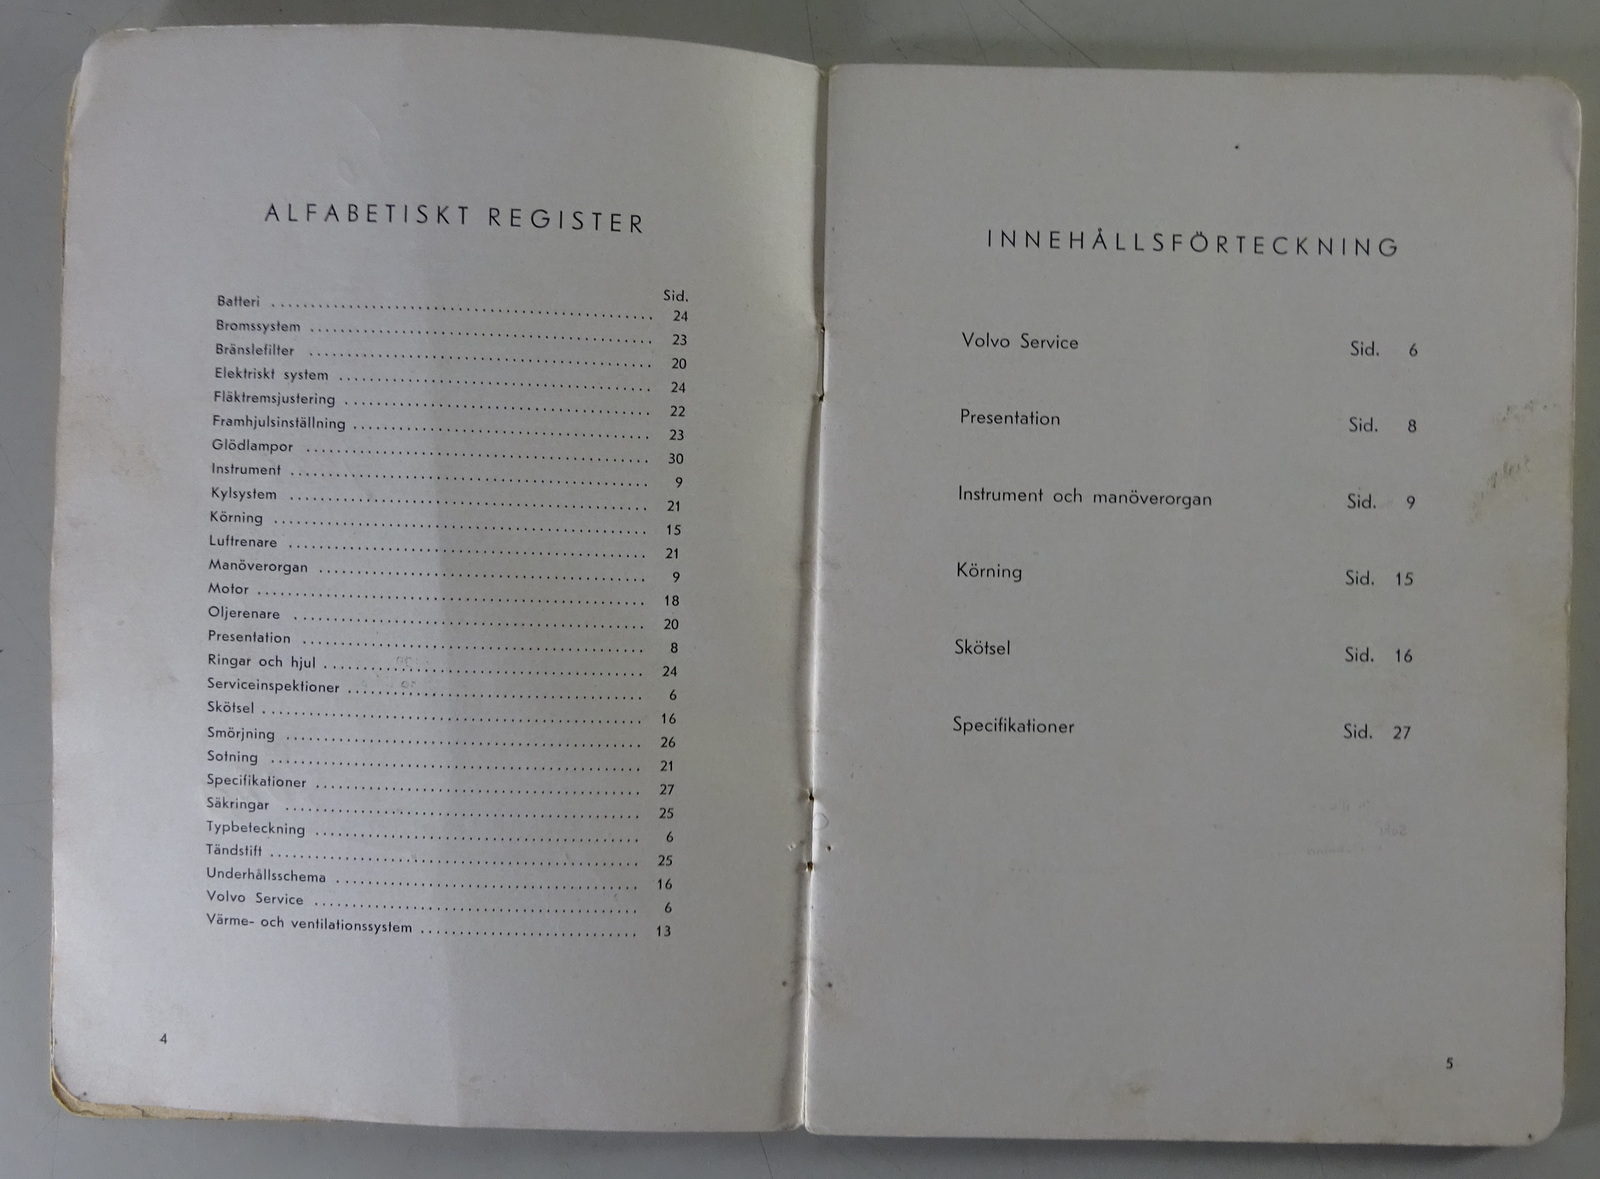 ALFABETISKT REGISTER
Sid.
Batteri 24
Bromssystem 23
Bränslefilter 20
Elektriskt system 24
Fläktremsjustering 22
Framhjulsinställning 23
Glödlampor 30
Instrument 9
Kylsystem 21
Körning 15
Luftrenare 21
Manöverorgan 9
Motor 18
Oljerenare 20
Presentation 8
Ringar och hjul 24
Serviceinspektioner 6
Skötsel 16
Smörjning 26
Sotning 21
Specifikationer 27
Säkringar 25
Typbeteckning 6
Tändstift 25
Underhållsschema 16
Volvo Service 6
Värme- och ventilationssystem 13
4
INNEHÅLLSFÖRTECKNING
Volvo Service Sid. 6
Presentation Sid. 8
Instrument och manöverorgan Sid. 9
Körning Sid. 15
Skötsel Sid. 16
Specifikationer Sid. 27
5